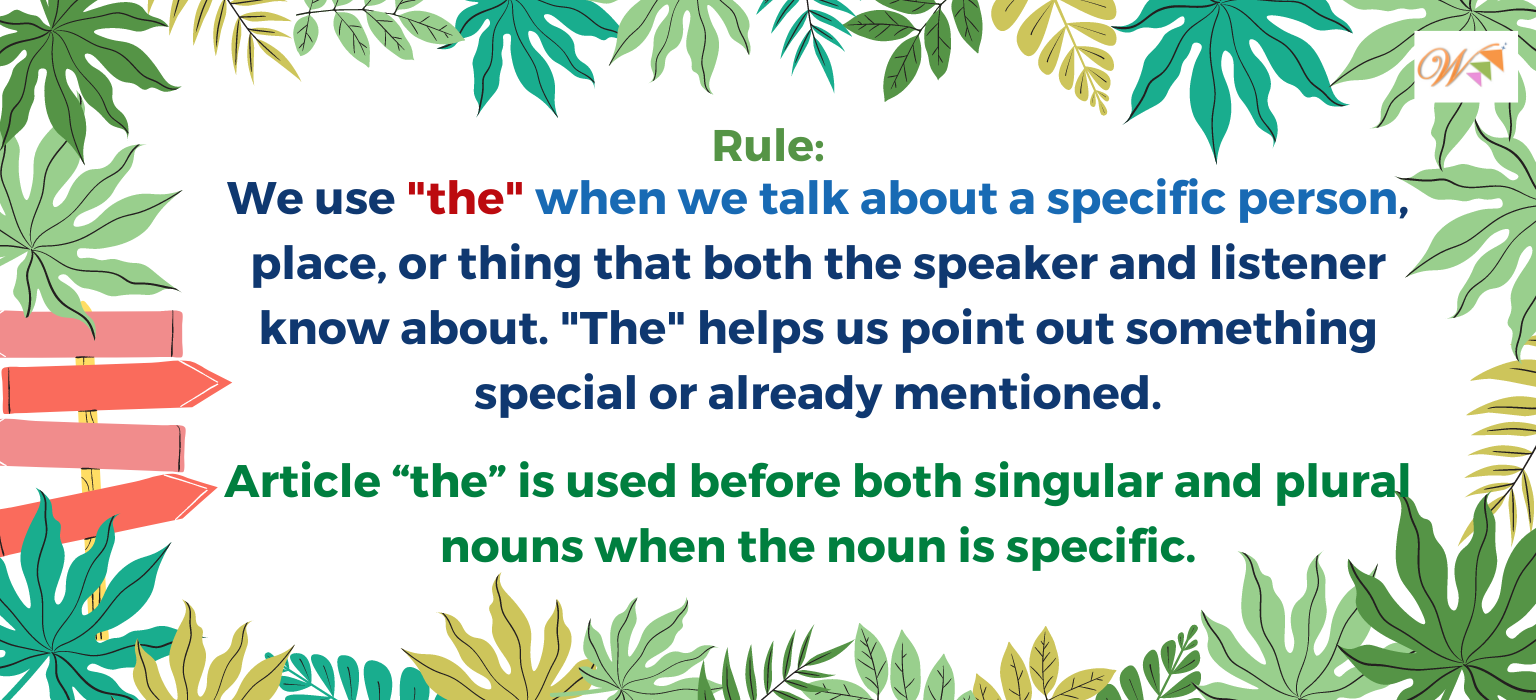 Rule:
We use "the" when we talk about a specific person,
place, or thing that both the speaker and listener
know about. "The" helps us point out something
special or already mentioned.
Article “the” is used before both singular and plural
nouns when the noun is specific.
W